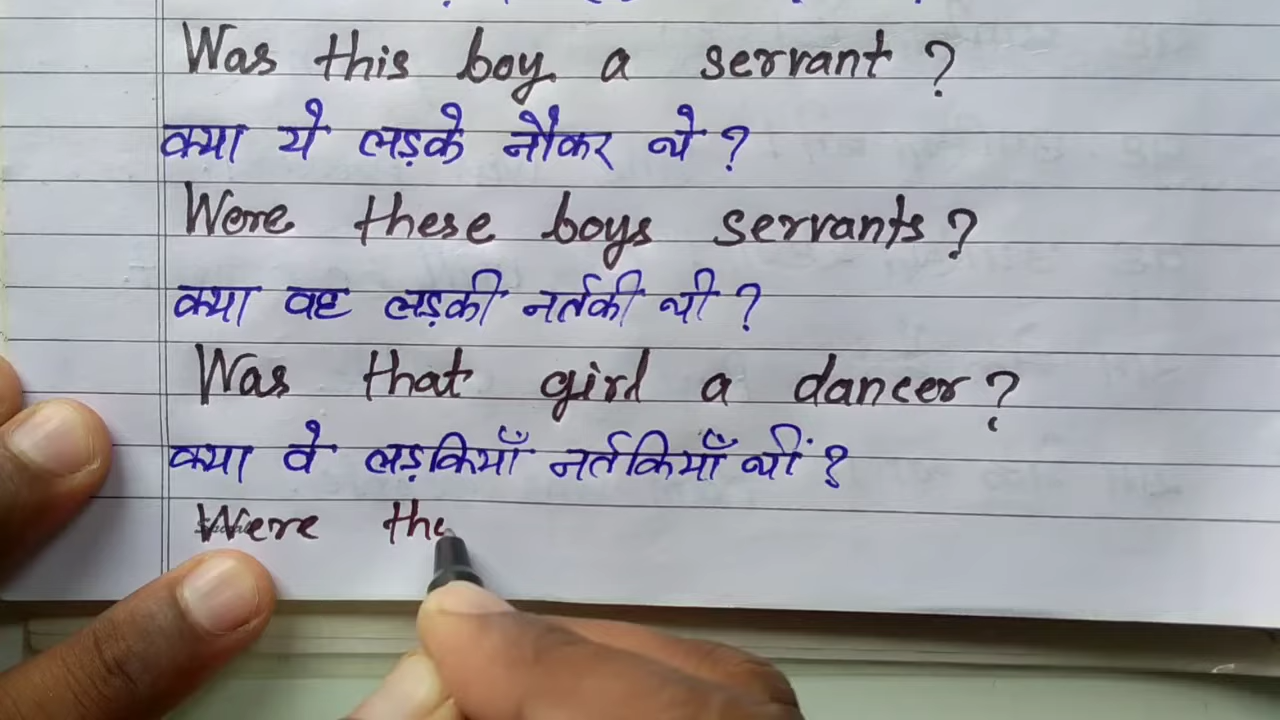 Was this boy a servant ?
क्या ये लड़के नौकर थे ?
Were these boys servants ?
क्या वह लड़की नर्तकी थी ?
Was that girl a dancer ?
क्या वे लड़कियाँ नर्तकियाँ थीं ?
Were the